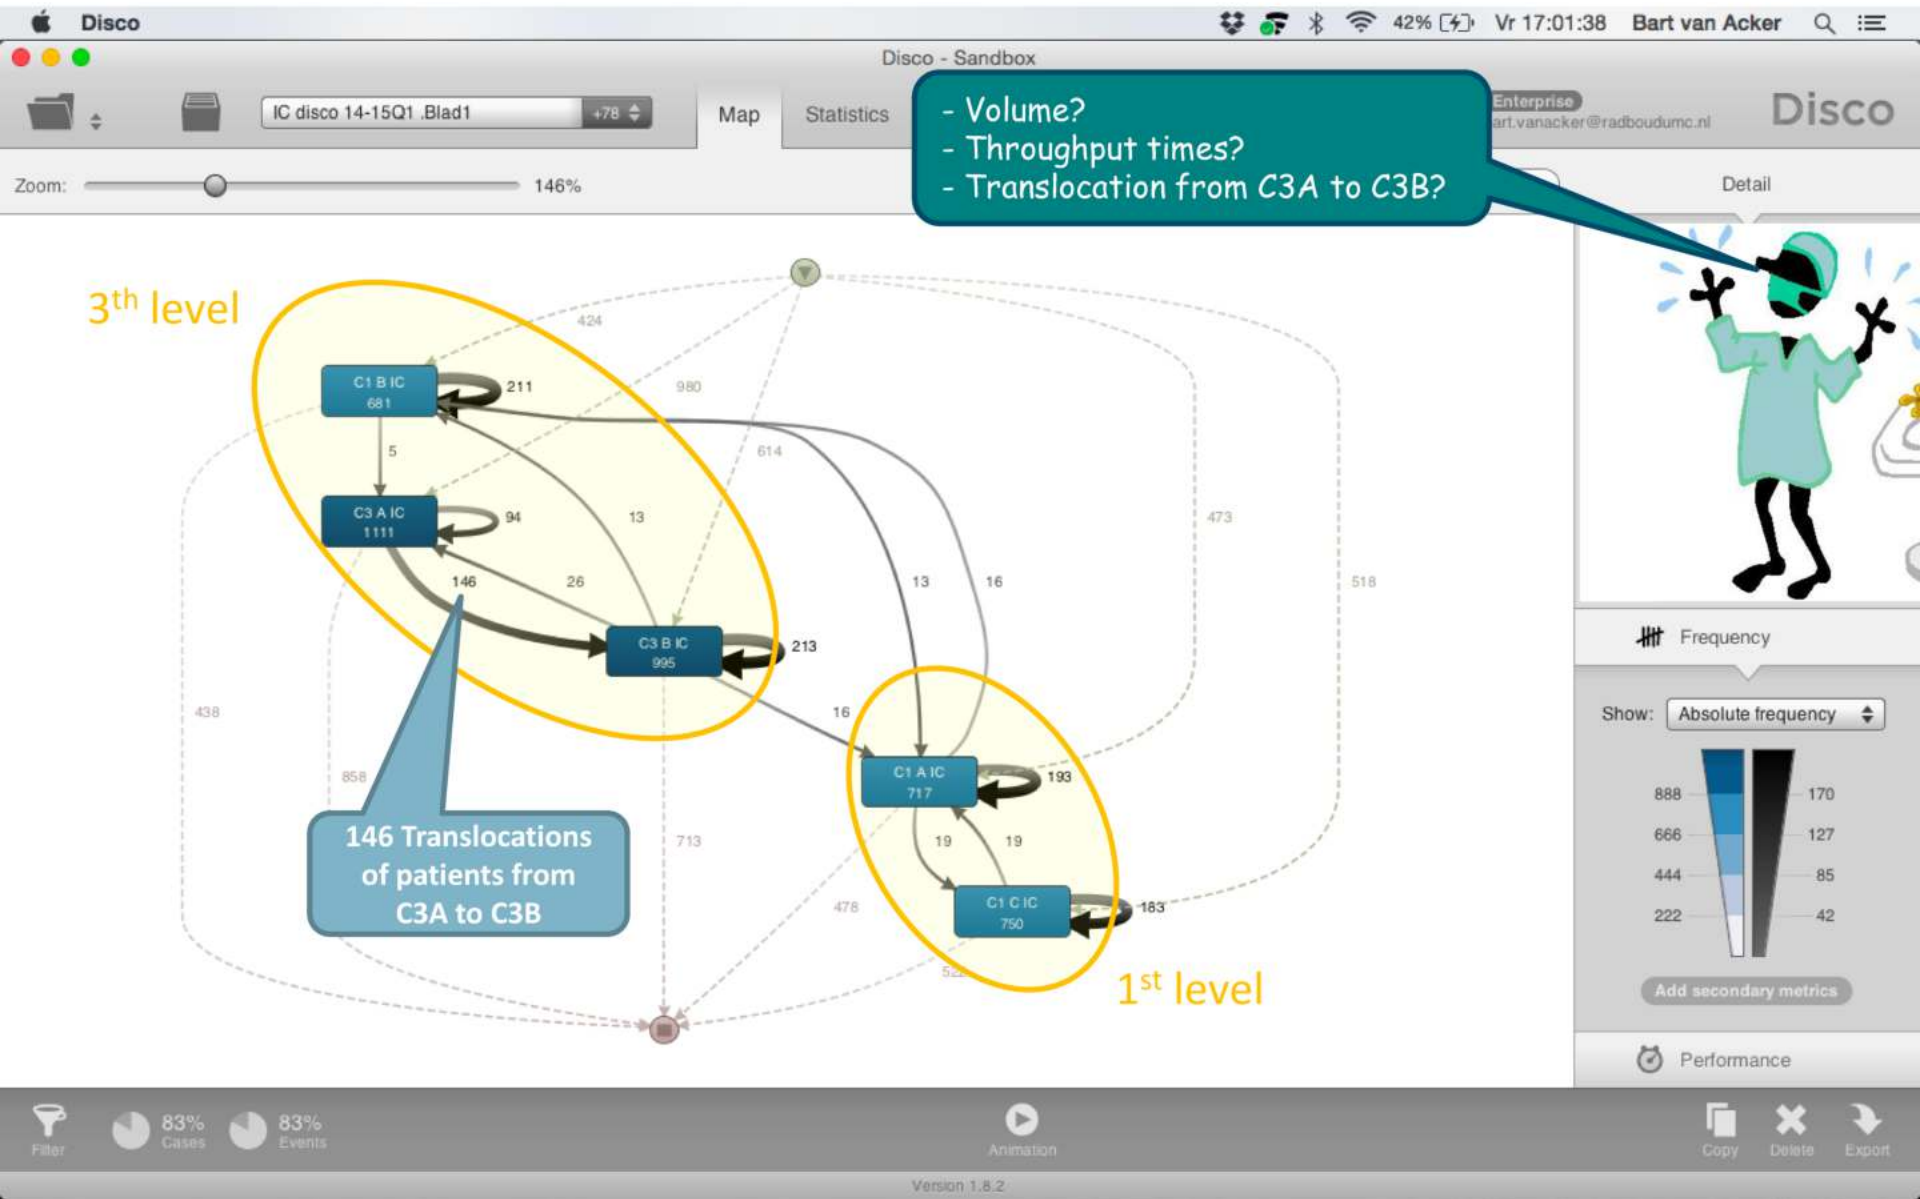 Disco
42%
Vr 17:01:38
Bart van Acker
Disco - Sandbox
IC disco 14-15Q1 .Blad1
+78
Map
Statistics
Enterprise
art.vanacker@radboudumc.nl
Disco
- Volume?
- Throughput times?
- Translocation from C3A to C3B?
Zoom:
146%
Detail
3th level
424
C1 B IC
681
211
980
5
614
C3 A IC
1111
94
13
473
146
26
13
16
518
C3 B IC
995
213
438
16
858
C1 A IC
717
193
146 Translocations
of patients from
C3A to C3B
713
19
19
478
C1 C IC
750
183
1st level
Frequency
Show:
Absolute frequency
888
170
666
127
444
85
222
42
Add secondary metrics
Performance
Filter
83%
Cases
83%
Events
Animation
Copy
Delete
Export
Version 1.8.2